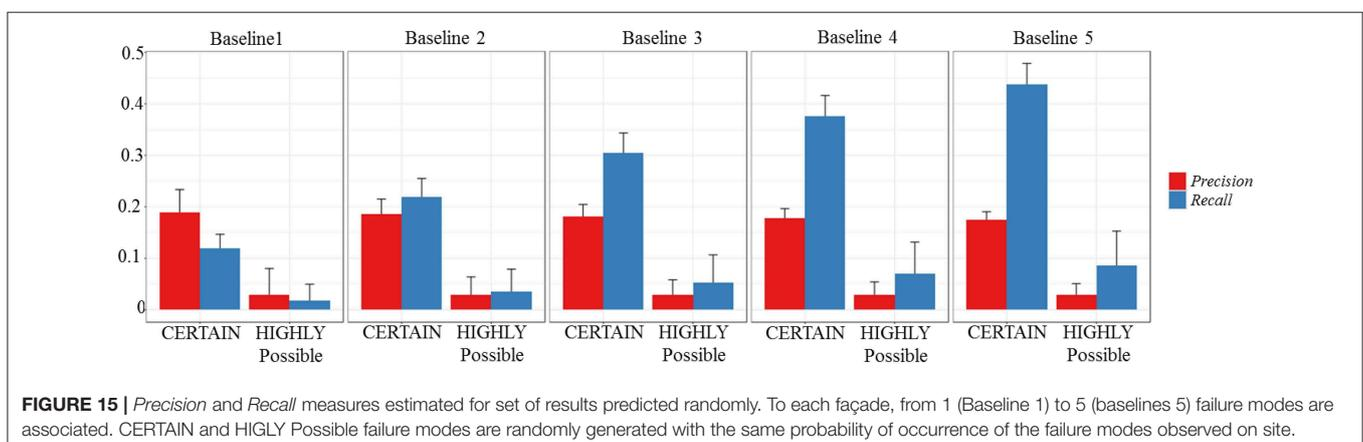 Baseline1 Baseline 2 Baseline 3 Baseline 4 Baseline 5
0.5
0.4
0.3
0.2
0.1
0
Precision
Recall
CERTAIN HIGHLY CERTAIN HIGHLY CERTAIN HIGHLY CERTAIN HIGHLY CERTAIN HIGHLY
Possible Possible Possible Possible Possible
FIGURE 15 | Precision and Recall measures estimated for set of results predicted randomly. To each façade, from 1 (Baseline 1) to 5 (baselines 5) failure modes are
associated. CERTAIN and HIGLY Possible failure modes are randomly generated with the same probability of occurrence of the failure modes observed on site.